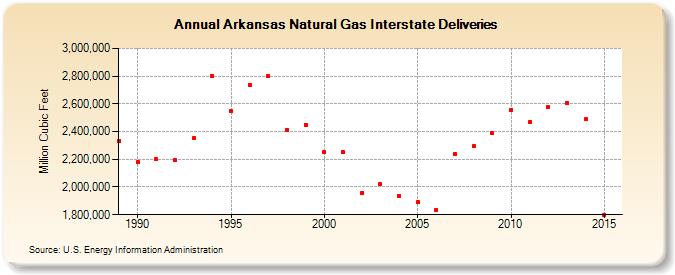 Annual Arkansas Natural Gas Interstate Deliveries
Million Cubic Feet
3,000,000
2,800,000
2,600,000
2,400,000
2,200,000
2,000,000
1,800,000
1990 1995 2000 2005 2010 2015
Source: U.S. Energy Information Administration